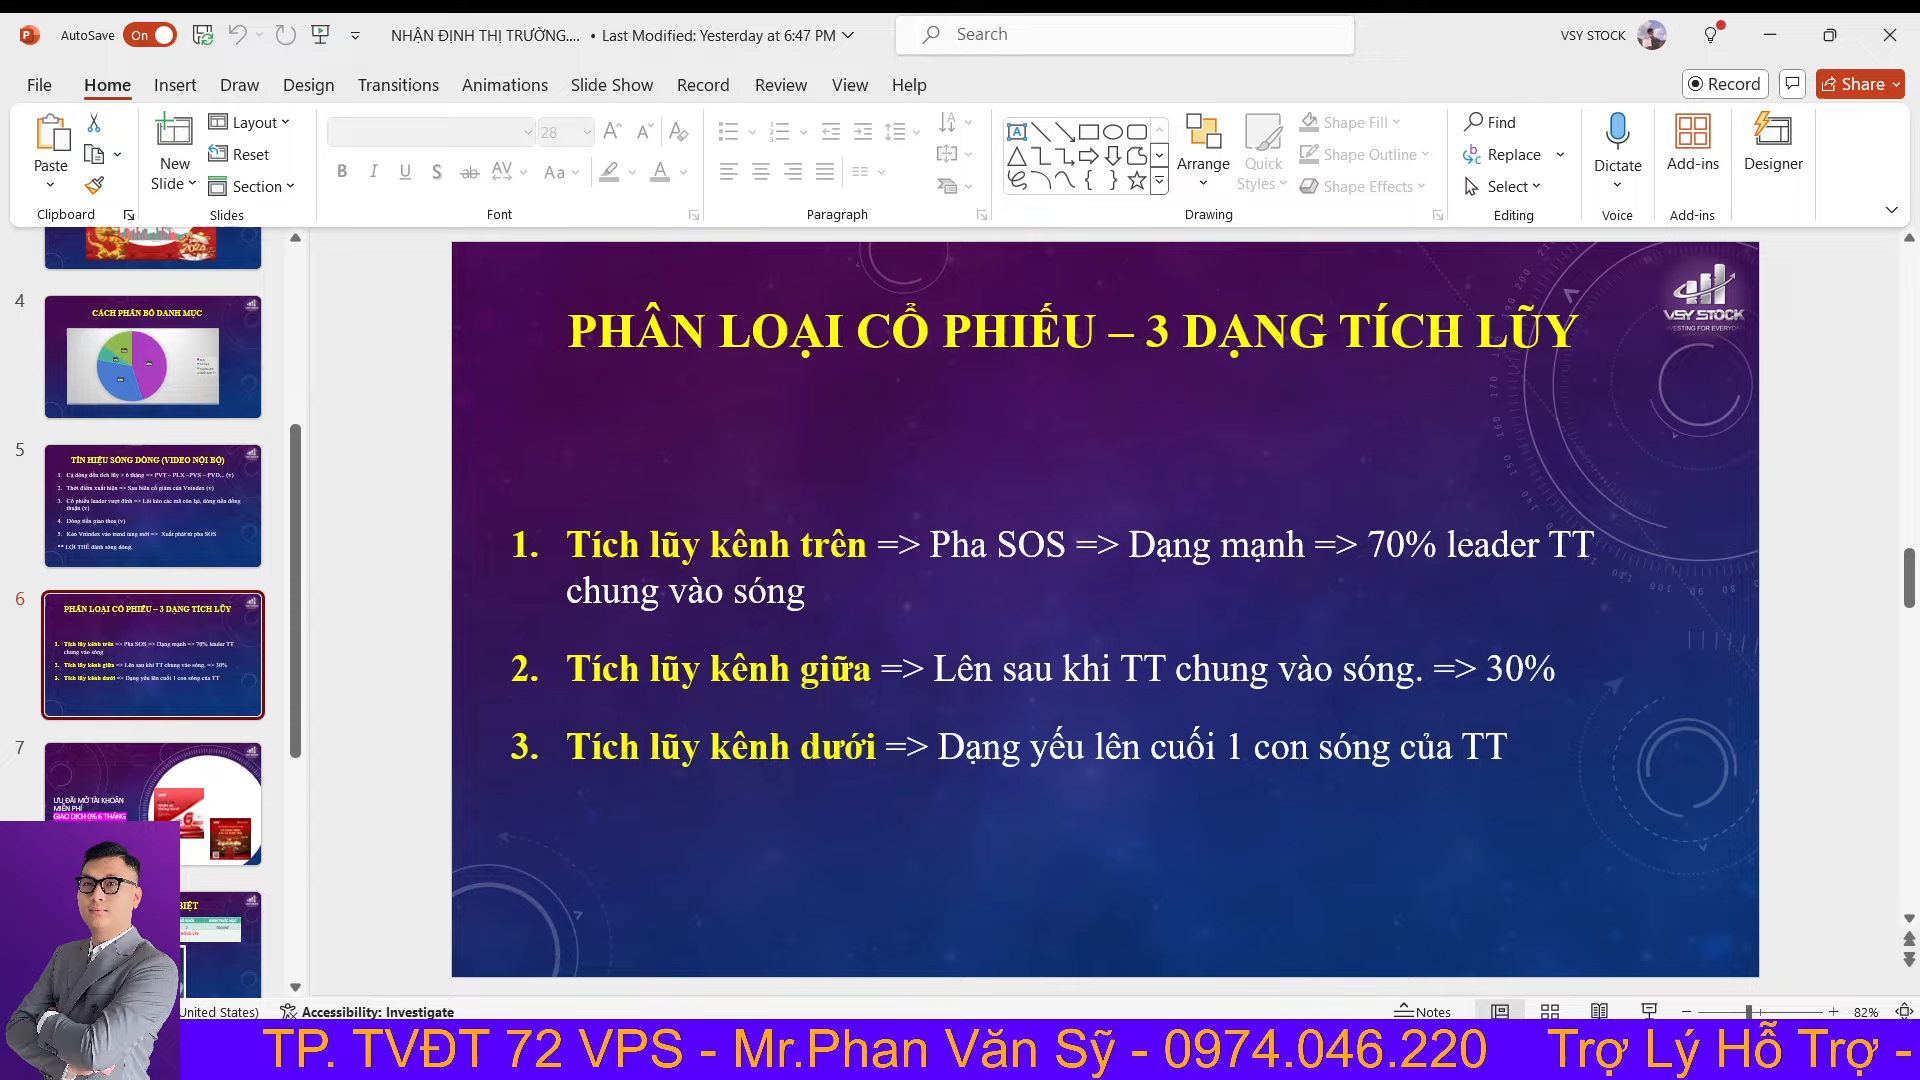 AutoSave On
NHẬN ĐỊNH THỊ TRƯỜNG.... • Last Modified: Yesterday at 6:47 PM
Search
VSY STOCK
File Home Insert Draw Design Transitions Animations Slide Show Record Review View Help
Record
Share
Paste
New Slide
Layout
Reset
Section
28
B I U S ab AV Aa A
Arrange
Quick Styles
Shape Fill
Shape Outline
Shape Effects
Find
Replace
Select
Dictate
Add-ins
Designer
Clipboard
Slides
Font
Paragraph
Drawing
Editing
Voice
Add-ins
4
CÁCH PHÂN BỔ DANH MỤC
5
TÍN HIỆU SÓNG DÒNG (VIDEO NỘI BỘ)
1. Cả dòng đều tích lũy > 6 tháng => PVT – PLX –PVS – PVD... (v)
2. Thời điểm xuất hiện => Sau biên cố giảm của Vnindex (v)
3. Cổ phiếu leader vượt đỉnh => Lôi kéo các mã còn lại, dòng tiền đồng
thuận (v)
4. Dòng tiền giao thoa (v)
5. Kéo Vnindex vào trend tang mới => Xuất phát từ pha SOS
** LỢI THẾ đánh sóng dòng.
6
PHÂN LOẠI CỔ PHIẾU – 3 DẠNG TÍCH LŨY
1. Tích lũy kênh trên => Pha SOS => Dạng mạnh => 70% leader TT
chung vào sóng
2. Tích lũy kênh giữa => Lên sau khi TT chung vào sóng. => 30%
3. Tích lũy kênh dưới => Dạng yếu lên cuối 1 con sóng của TT
7
ƯU ĐÃI MỞ TÀI KHOẢN
MIỄN PHÍ
GIAO DỊCH 0% 6 THÁNG
BIỆT
PHÂN LOẠI CỔ PHIẾU – 3 DẠNG TÍCH LŨY
VSY STOCK
1. Tích lũy kênh trên => Pha SOS => Dạng mạnh => 70% leader TT
chung vào sóng
2. Tích lũy kênh giữa => Lên sau khi TT chung vào sóng. => 30%
3. Tích lũy kênh dưới => Dạng yếu lên cuối 1 con sóng của TT
United States)
Accessibility: Investigate
Notes
82%
TP. TVĐT 72 VPS - Mr.Phan Văn Sỹ - 0974.046.220 Trợ Lý Hỗ Trợ -